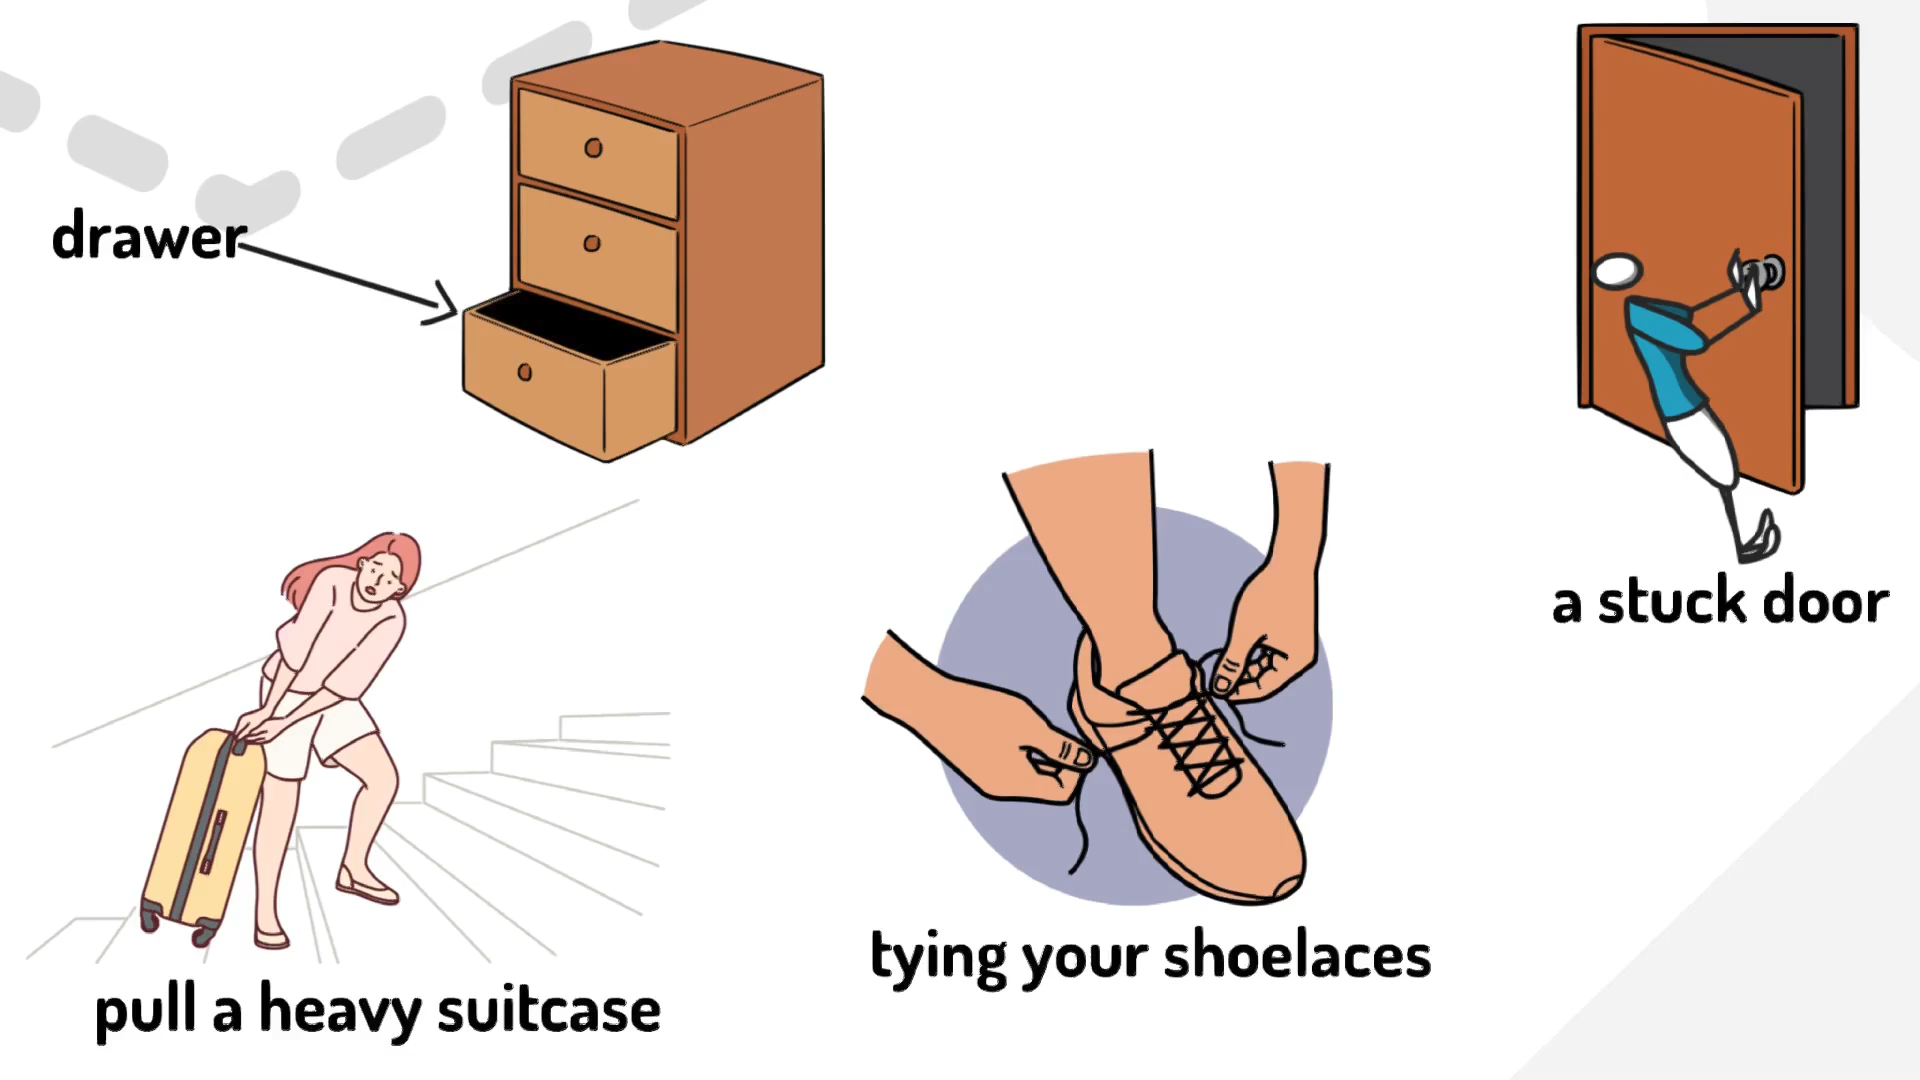 drawer
a stuck door
tying your shoelaces
pull a heavy suitcase